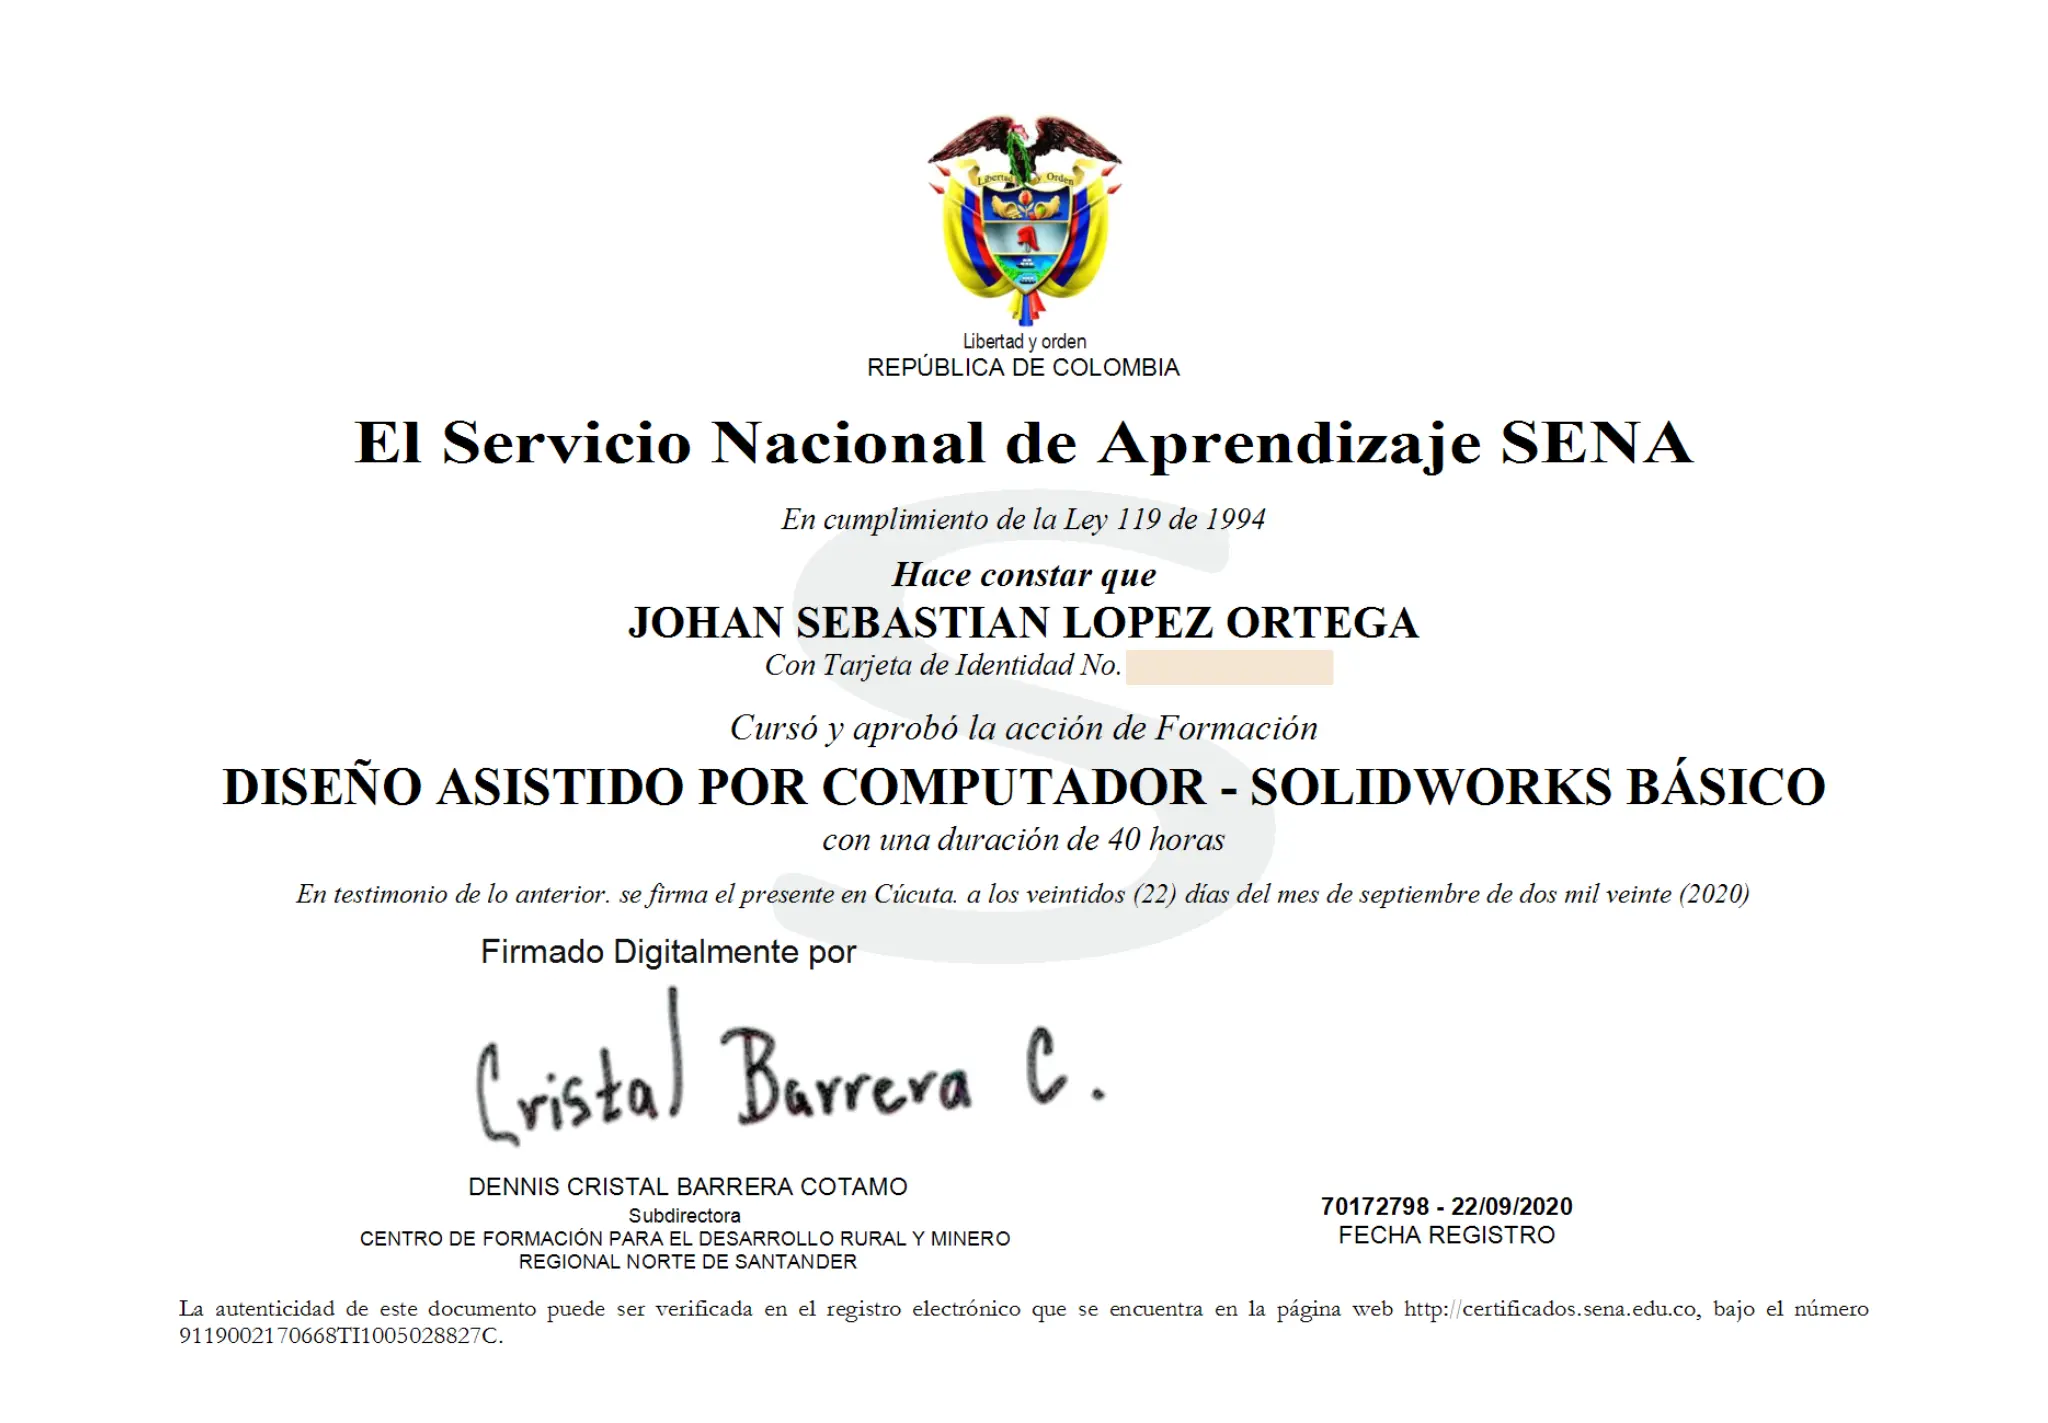 Libertad y Orden
Libertad y orden
REPÚBLICA DE COLOMBIA
El Servicio Nacional de Aprendizaje SENA
En cumplimiento de la Ley 119 de 1994
Hace constar que
JOHAN SEBASTIAN LOPEZ ORTEGA
Con Tarjeta de Identidad No.
Cursó y aprobó la acción de Formación
DISEÑO ASISTIDO POR COMPUTADOR - SOLIDWORKS BÁSICO
con una duración de 40 horas
En testimonio de lo anterior. se firma el presente en Cúcuta. a los veintidos (22) días del mes de septiembre de dos mil veinte (2020)
Firmado Digitalmente por
Cristal Barrera C.
DENNIS CRISTAL BARRERA COTAMO
Subdirectora
CENTRO DE FORMACIÓN PARA EL DESARROLLO RURAL Y MINERO
REGIONAL NORTE DE SANTANDER
70172798 - 22/09/2020
FECHA REGISTRO
La autenticidad de este documento puede ser verificada en el registro electrónico que se encuentra en la página web http://certificados.sena.edu.co, bajo el número
9119002170668TI1005028827C.